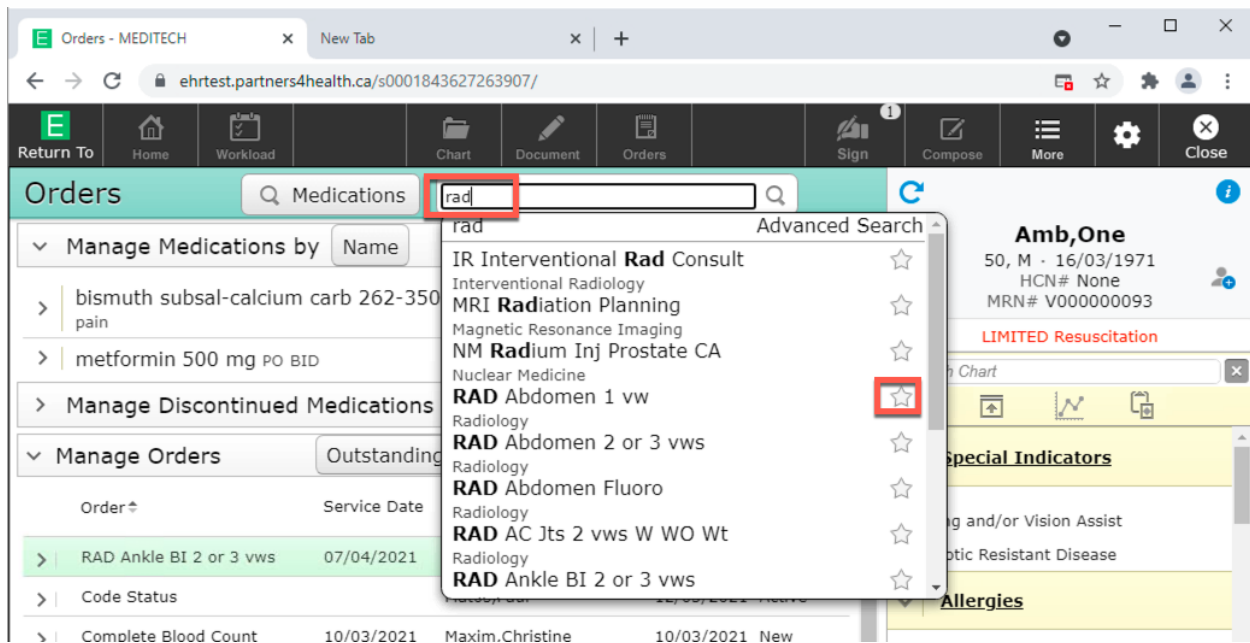 Orders - MEDITECH
New Tab
ehrtest.partners4health.ca/s0001843627263907/
Return To
Home
Workload
Chart
Document
Orders
Sign
1
Compose
More
Close
Orders
Medications
rad
rad
Advanced Search
IR Interventional Rad Consult
Interventional Radiology
MRI Radiation Planning
Magnetic Resonance Imaging
NM Radium Inj Prostate CA
Nuclear Medicine
RAD Abdomen 1 vw
Radiology
RAD Abdomen 2 or 3 vws
Radiology
RAD Abdomen Fluoro
Radiology
RAD AC Jts 2 vws W WO Wt
Radiology
RAD Ankle BI 2 or 3 vws
Manage Medications by Name
bismuth subsal-calcium carb 262-350
pain
metformin 500 mg PO BID
Manage Discontinued Medications
Manage Orders
Outstanding
Order
Service Date
RAD Ankle BI 2 or 3 vws 07/04/2021
Code Status
Active
Complete Blood Count 10/03/2021 Maxim,Christine 10/03/2021 New
Amb,One
50, M · 16/03/1971
HCN# None
MRN# V000000093
LIMITED Resuscitation
Chart
Special Indicators
and/or Vision Assist
Resistant Disease
Allergies